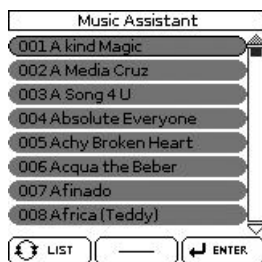 Music Assistant
001 A kind Magic
002 A Media Cruz
003 A Song 4 U
004 Absolute Everyone
005 Achy Broken Heart
006 Acqua the Beber
007 Afinado
008 Africa (Teddy)
LIST ENTER